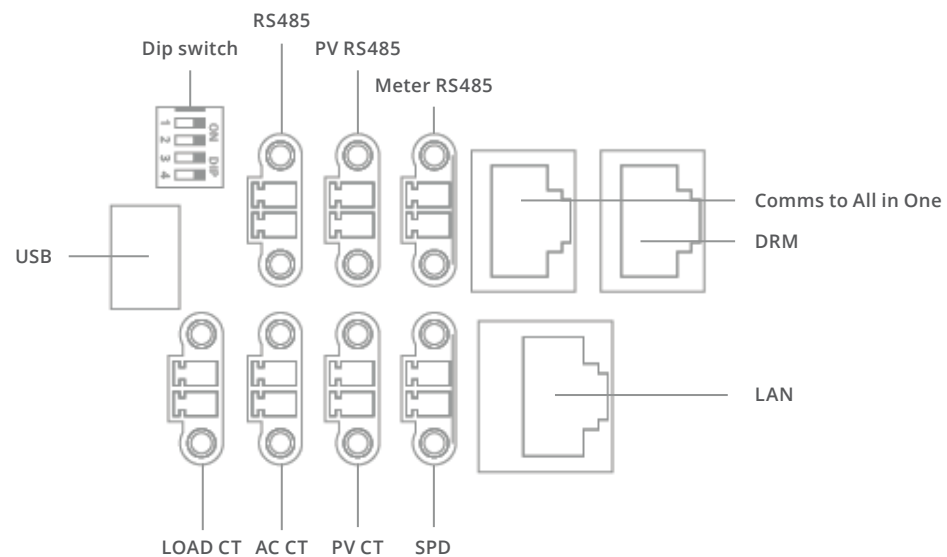 RS485
Dip switch
PV RS485
Meter RS485
1
2
3
4
ON
DIP
Comms to All in One
DRM
USB
LAN
LOAD CT
AC CT
PV CT
SPD